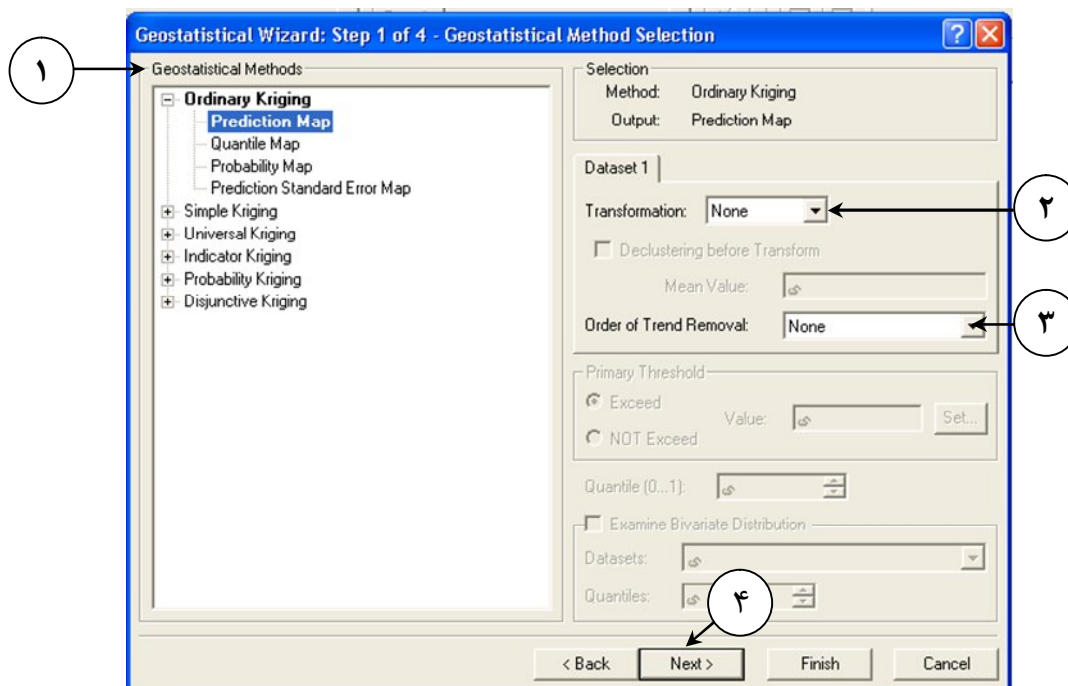 Geostatistical Wizard: Step 1 of 4 - Geostatistical Method Selection
۱
Geostatistical Methods
Ordinary Kriging
Prediction Map
Quantile Map
Probability Map
Prediction Standard Error Map
Simple Kriging
Universal Kriging
Indicator Kriging
Probability Kriging
Disjunctive Kriging
Selection
Method: Ordinary Kriging
Output: Prediction Map
Dataset 1
Transformation: None
۲
Declustering before Transform
Mean Value:
Order of Trend Removal: None
۳
Primary Threshold
Exceed
NOT Exceed
Value:
Set...
Quantile (0...1):
Examine Bivariate Distribution
Datasets:
Quantiles:
۴
< Back Next > Finish Cancel